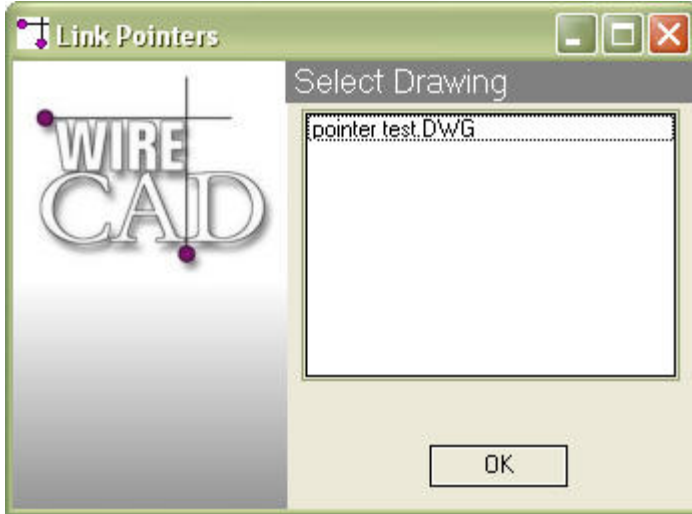 Link Pointers
Select Drawing
pointer test.DWG
WIRE
CAD
OK